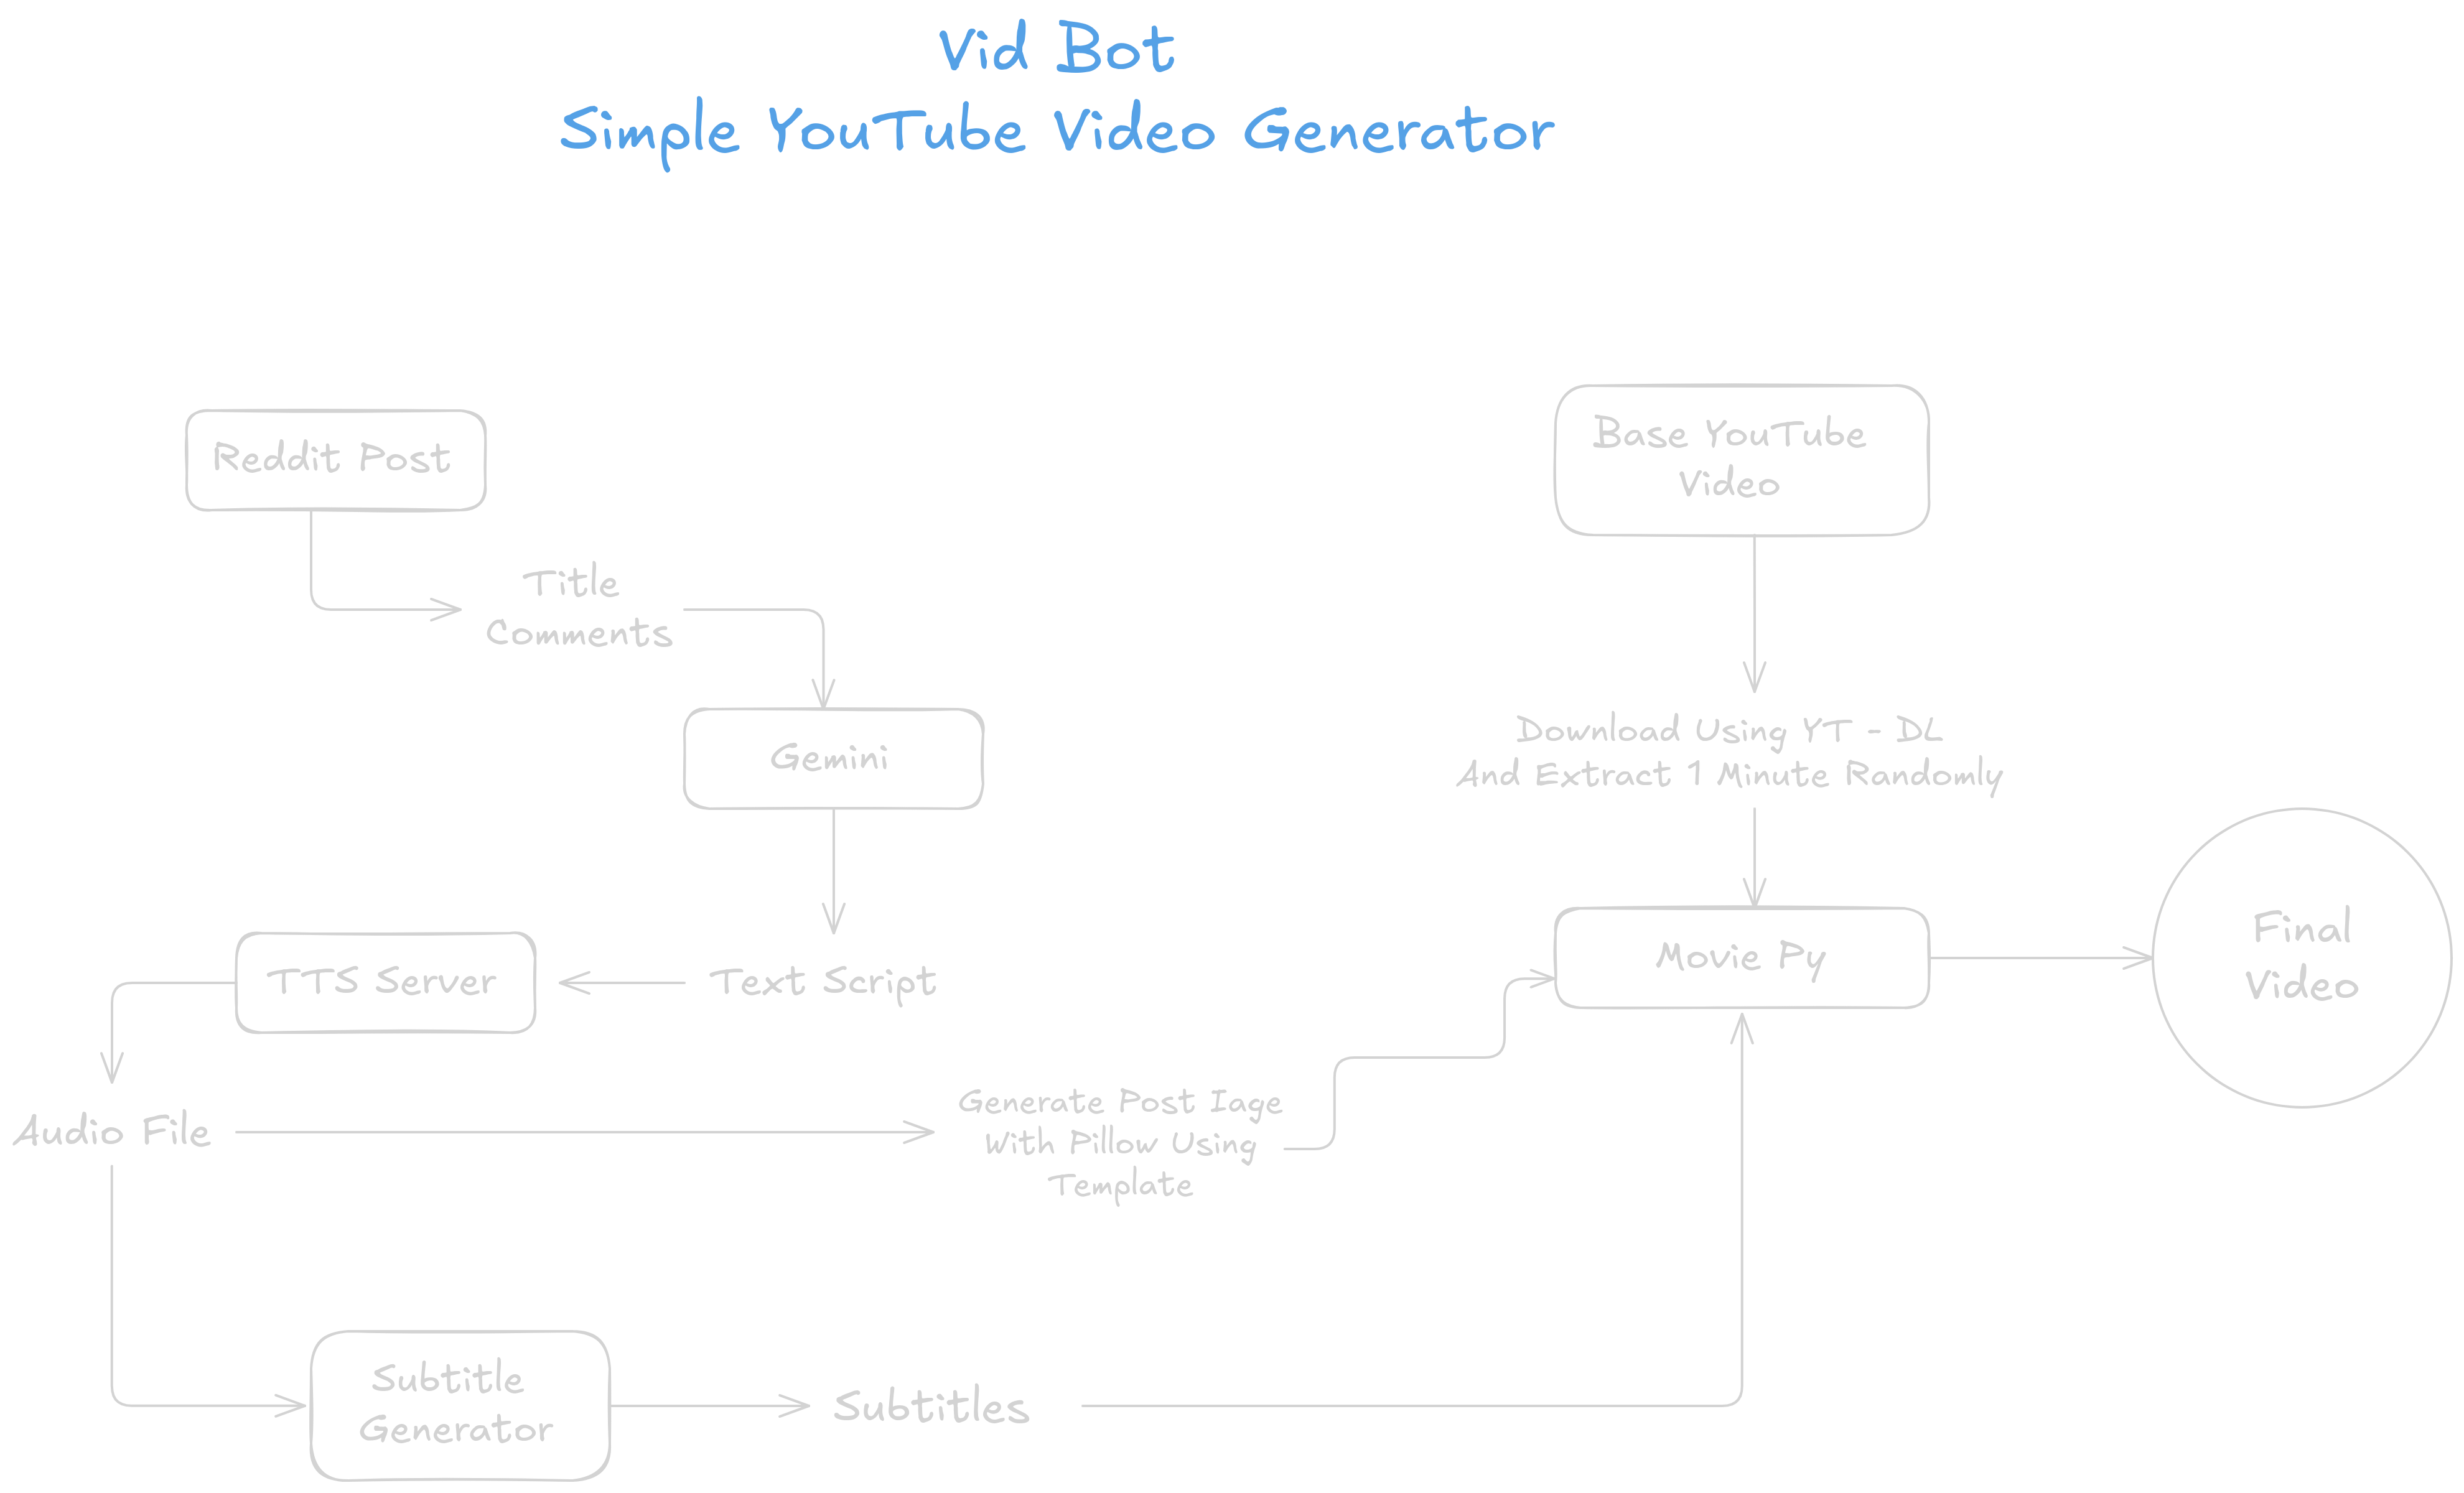 Vid Bot
Simple YouTube Video Generator
Reddit Post
Base YouTube
Video
Title
Comments
Gemini
Download Using YT - DL
And Extract 1 Minute Randomly
Final
Video
Movie Py
TTS Server
Text Script
Audio File
Generate Post Iage
Witl Pillow Using
Template
Subtitle
Generator
Subtitles